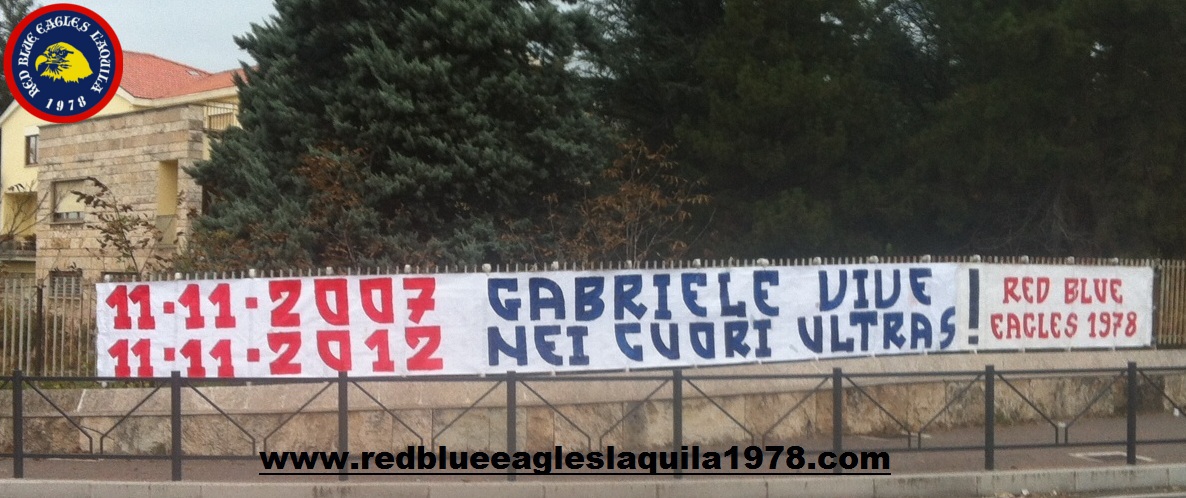 RED BLUE EAGLES L'AQUILA
1978
11-11-2007
11-11-2012
GABRIELE VIVE
NEI CUORI ULTRAS!
RED BLUE
EAGLES 1978
www.redblueeagleslaquila1978.com